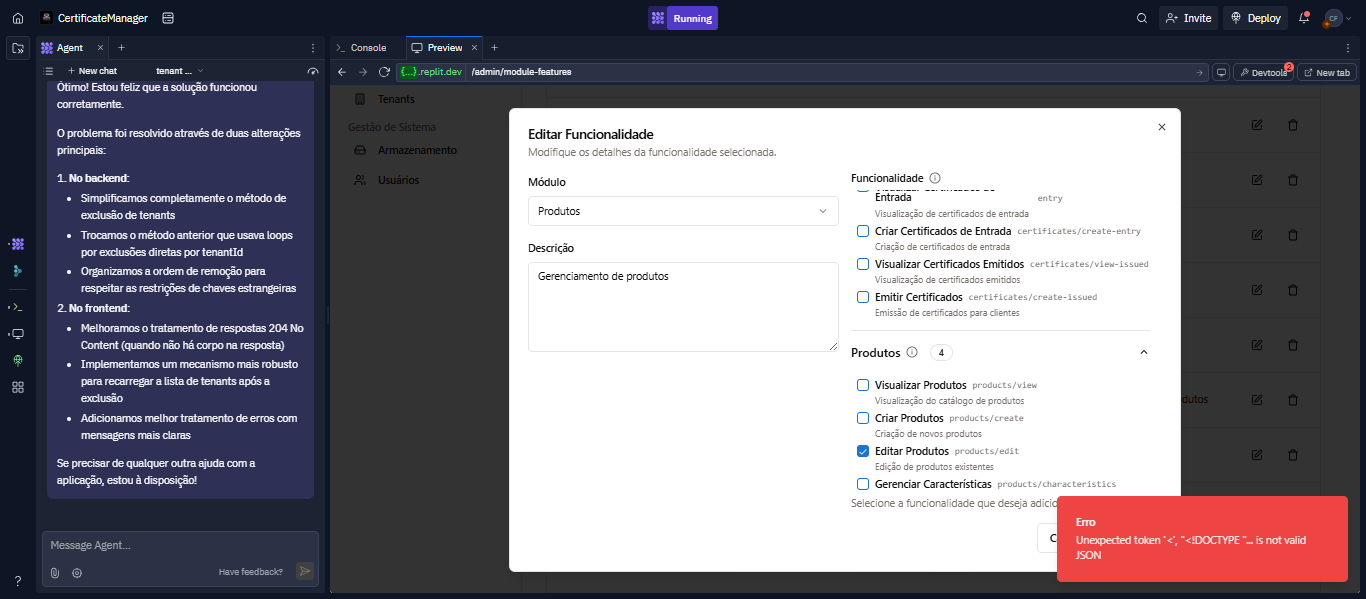 CertificateManager
Running
Invite
Deploy
CF
Agent
Console
Preview
New chat
tenant ...
{...}.replit.dev
/admin/module-features
Devtools
2
New tab
Ótimo! Estou feliz que a solução funcionou
corretamente.
O problema foi resolvido através de duas alterações
principais:
1. No backend:
Simplificamos completamente o método de
exclusão de tenants
Trocamos o método anterior que usava loops
por exclusões diretas por tenantId
Organizamos a ordem de remoção para
respeitar as restrições de chaves estrangeiras
2. No frontend:
Melhoramos o tratamento de respostas 204 No
Content (quando não há corpo na resposta)
Implementamos um mecanismo mais robusto
para recarregar a lista de tenants após a
exclusão
Adicionamos melhor tratamento de erros com
mensagens mais claras
Se precisar de qualquer outra ajuda com a
aplicação, estou à disposição!
Message Agent...
Have feedback?
?
Tenants
Gestão de Sistema
Armazenamento
Usuários
Editar Funcionalidade
Modifique os detalhes da funcionalidade selecionada.
Módulo
Produtos
Descrição
Gerenciamento de produtos
Funcionalidade
Visualizar Certificados de
Entrada
entry
Visualização de certificados de entrada
Criar Certificados de Entrada certificates/create-entry
Criação de certificados de entrada
Visualizar Certificados Emitidos certificates/view-issued
Visualização de certificados emitidos
Emitir Certificados certificates/create-issued
Emissão de certificados para clientes
Produtos 4
Visualizar Produtos products/view
Visualização do catálogo de produtos
Criar Produtos products/create
Criação de novos produtos
Editar Produtos products/edit
Edição de produtos existentes
Gerenciar Características products/characteristics
Selecione a funcionalidade que deseja adicio
C
dutos
Erro
Unexpected token '<', "<!DOCTYPE "... is not valid
JSON